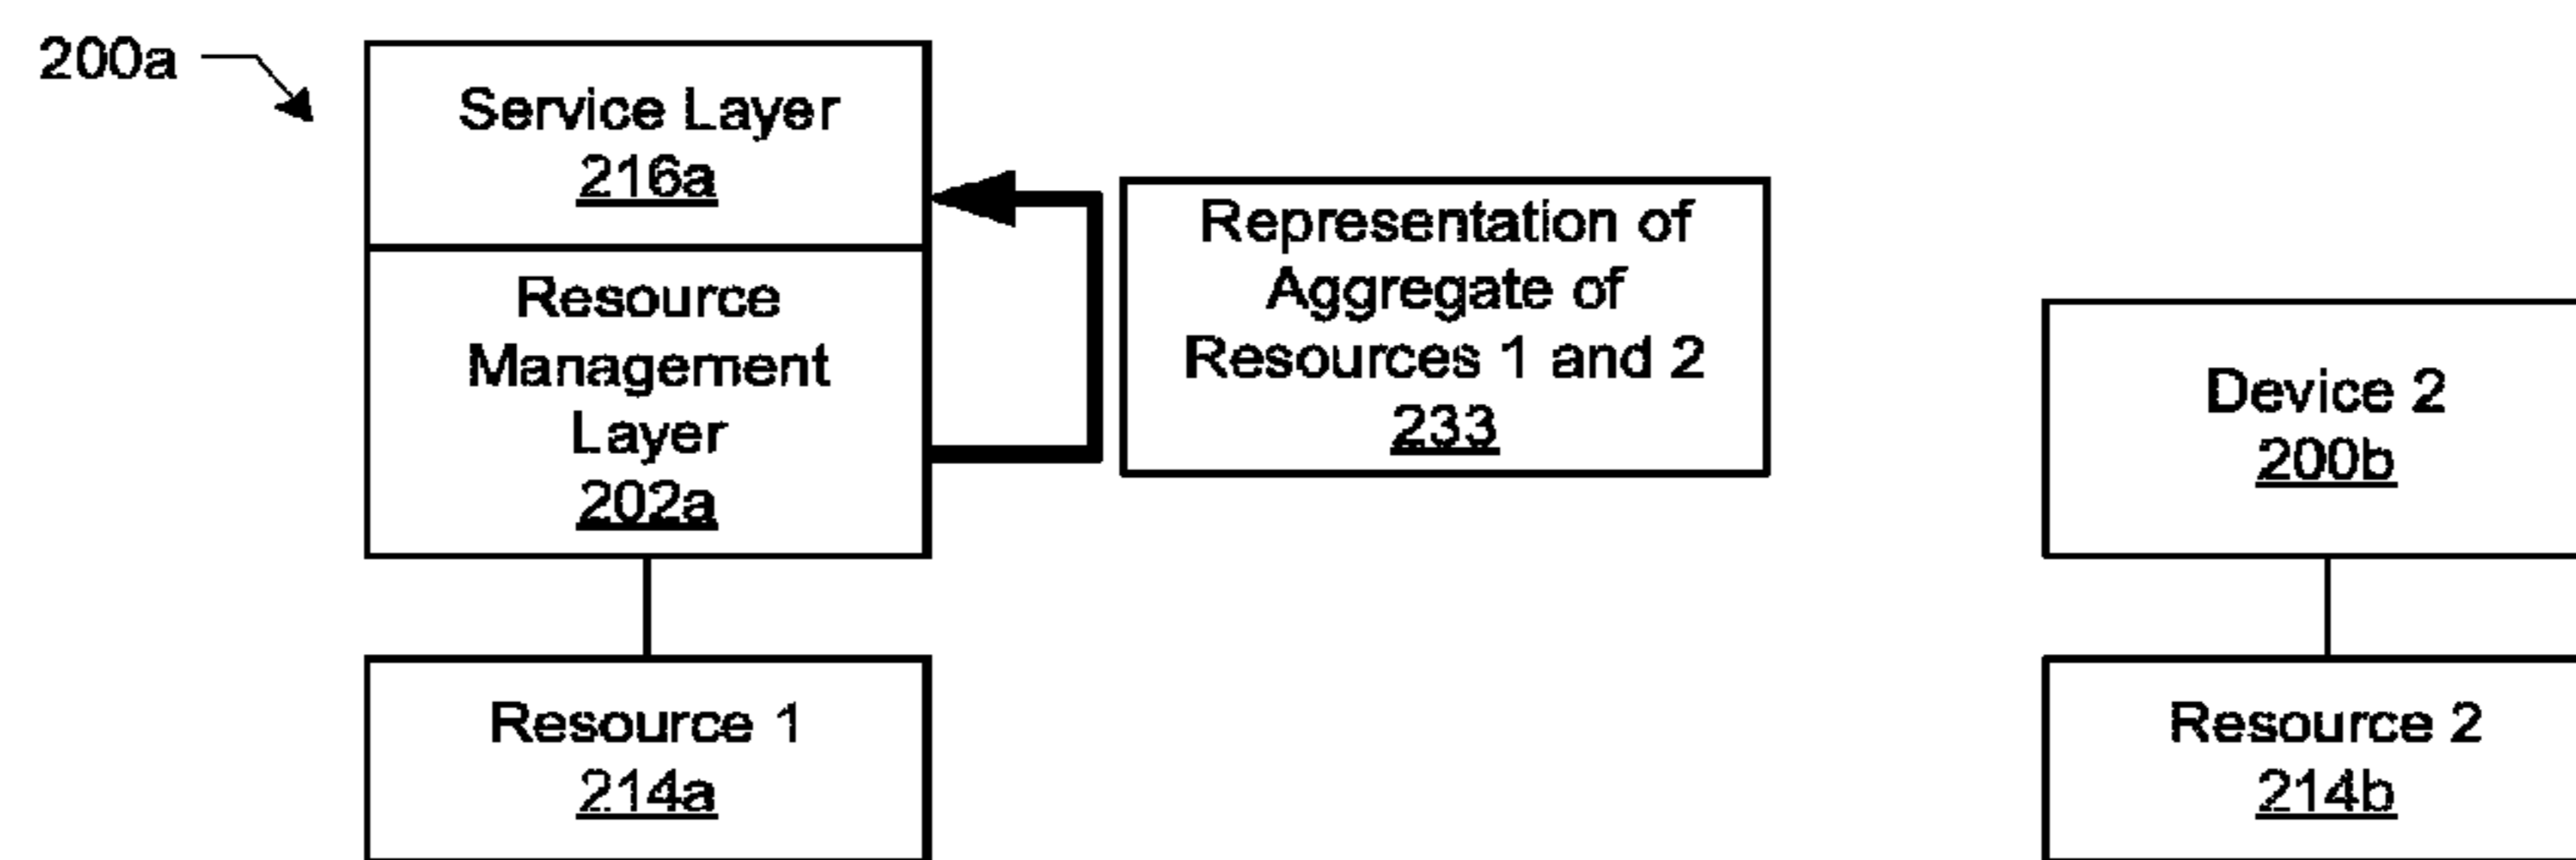 200a
Service Layer
216a
Resource
Management
Layer
202a
Representation of
Aggregate of
Resources 1 and 2
233
Device 2
200b
Resource 1
214a
Resource 2
214b